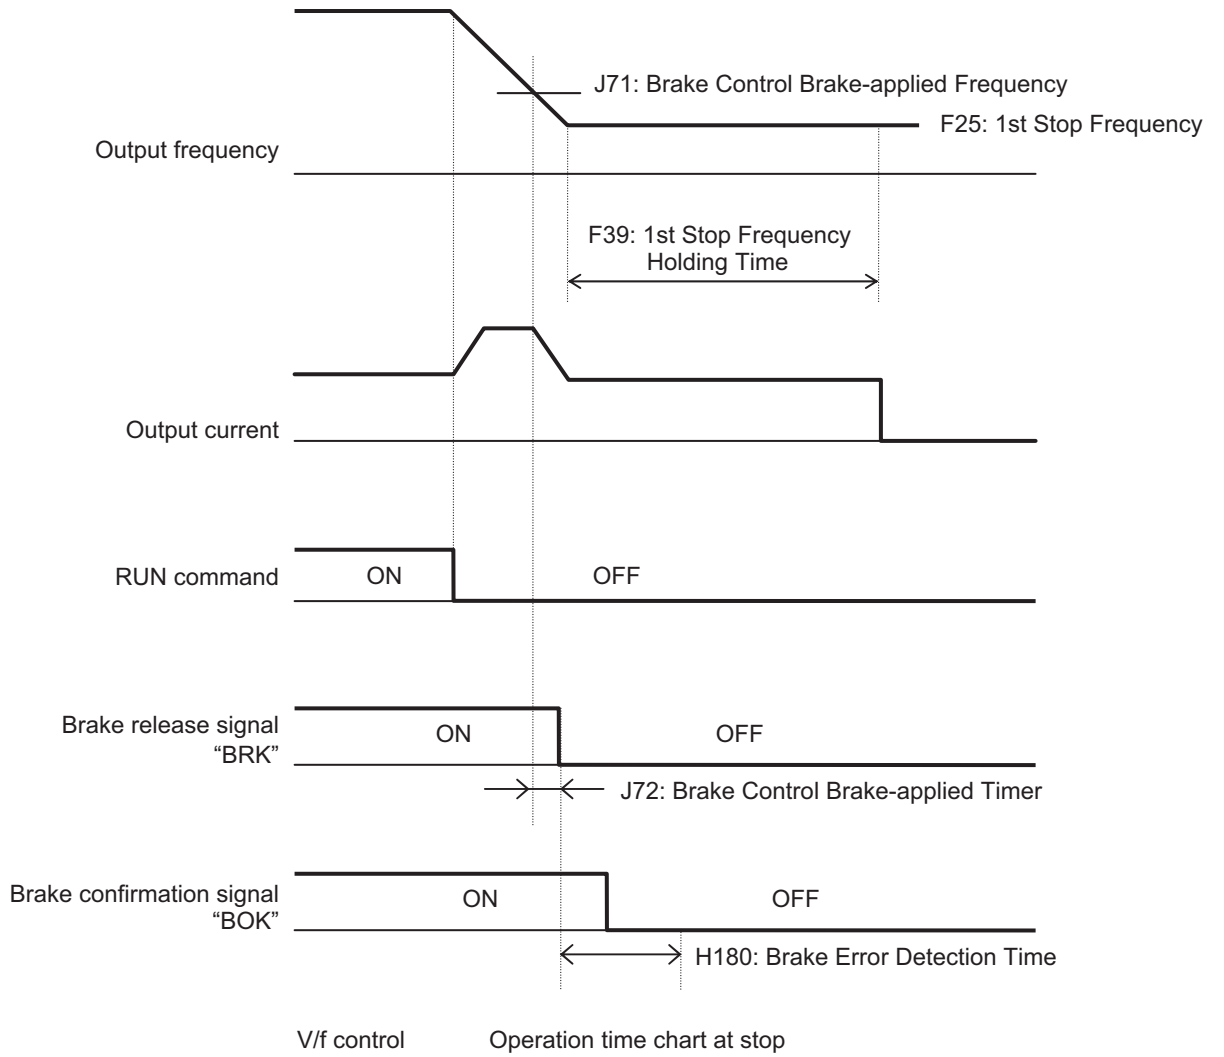 J71: Brake Control Brake-applied Frequency
F25: 1st Stop Frequency
Output frequency
F39: 1st Stop Frequency
Holding Time
Output current
RUN command
ON
OFF
Brake release signal
“BRK”
ON
OFF
J72: Brake Control Brake-applied Timer
Brake confirmation signal
“BOK”
ON
OFF
H180: Brake Error Detection Time
V/f control
Operation time chart at stop